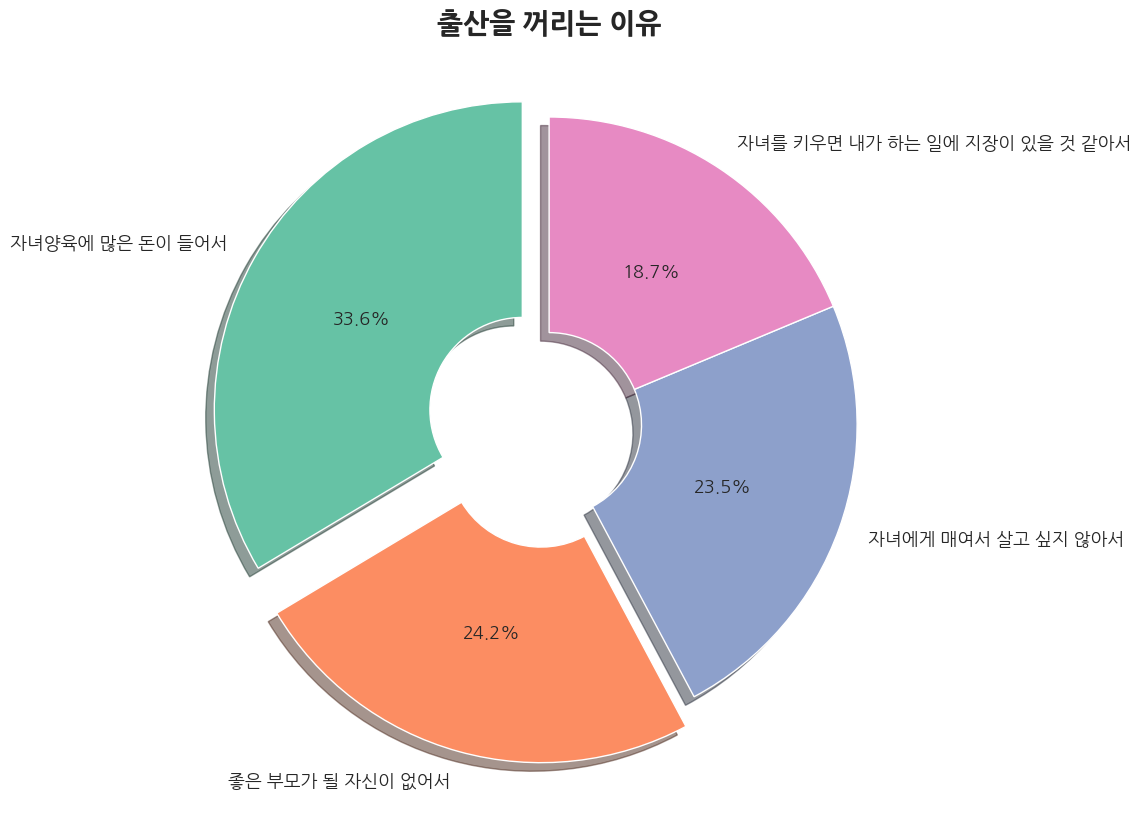 출산을 꺼리는 이유
자녀를 키우면 내가 하는 일에 지장이 있을 것 같아서
18.7%
자녀양육에 많은 돈이 들어서
33.6%
23.5%
자녀에게 매여서 살고 싶지 않아서
24.2%
좋은 부모가 될 자신이 없어서